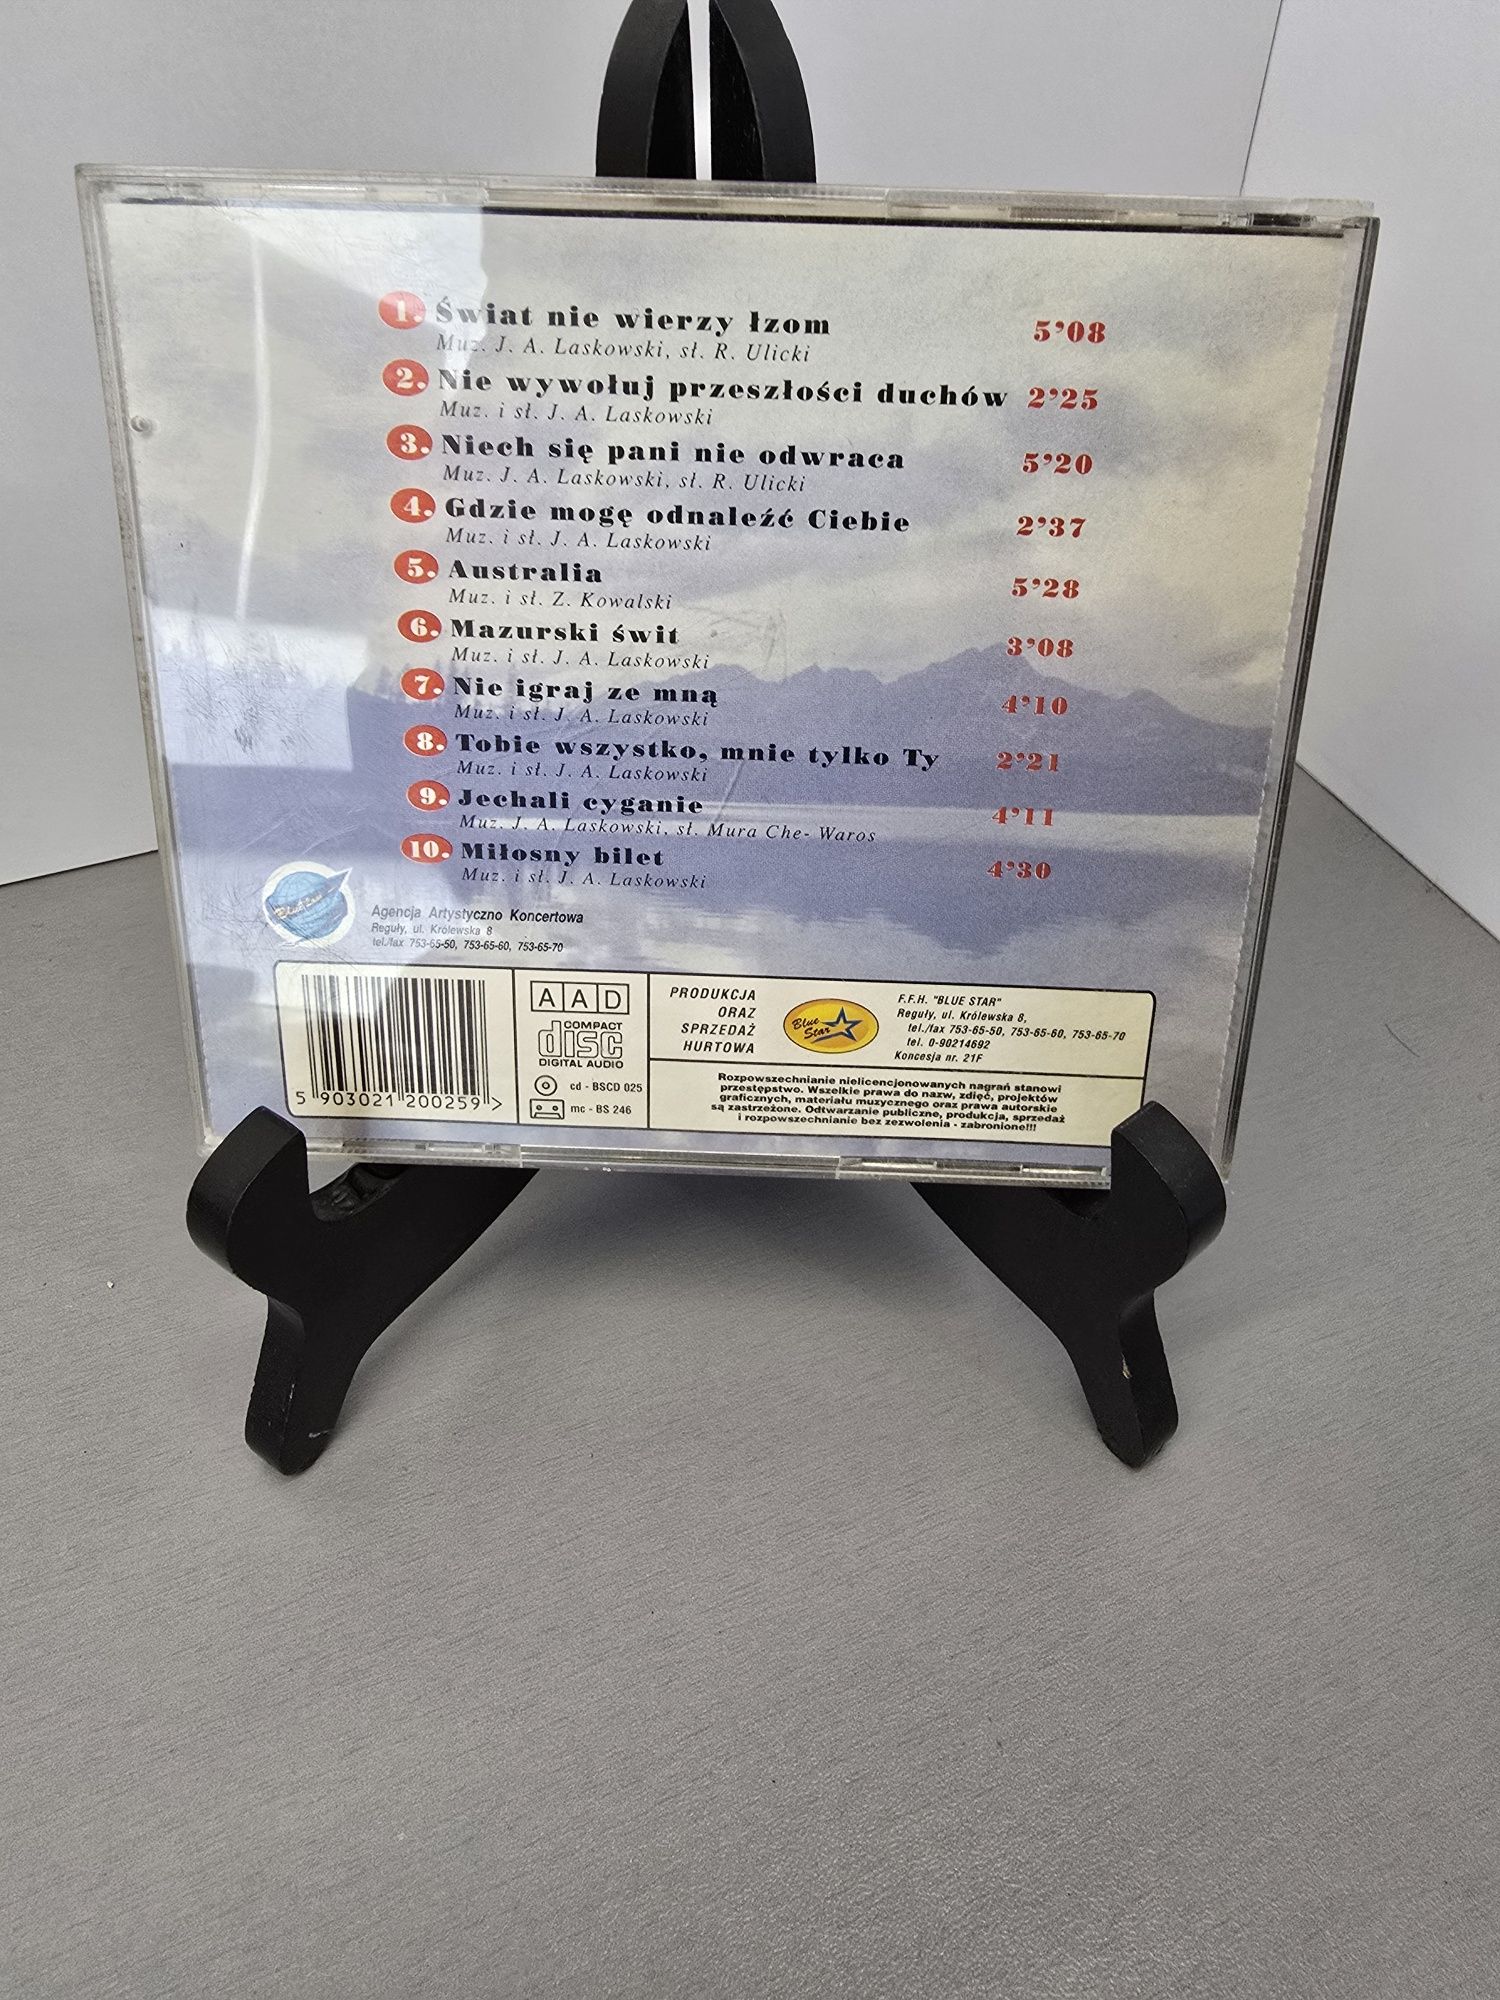 1. Świat nie wierzy łzom 5'08
Muz. J. A. Laskowski, sł. R. Ulicki
2. Nie wywołuj przeszłości duchów 2'25
Muz. i sł. J. A. Laskowski
3. Niech się pani nie odwraca 5'20
Muz. J. A. Laskowski, sł. R. Ulicki
4. Gdzie mogę odnaleźć Ciebie 2'37
Muz. i sł. J. A. Laskowski
5. Australia 5'28
Muz. i sł. Z. Kowalski
6. Mazurski świt 3'08
Muz. i sł. J. A. Laskowski
7. Nie igraj ze mną 4'10
Muz. i sł. J. A. Laskowski
8. Tobie wszystko, mnie tylko Ty 2'21
Muz. i sł. J. A. Laskowski
9. Jechali cyganie 4'11
Muz. J. A. Laskowski, sł. Mura Che- Waros
10. Miłosny bilet 4'30
Muz. i sł. J. A. Laskowski
Agencja Artystyczno Koncertowa
Reguły, ul. Królewska 8
tel./fax 753-65-50, 753-65-60, 753-65-70
5 903021 200259 >
AAD
COMPACT
disc
DIGITAL AUDIO
cd - BSCD 025
mc - BS 246
PRODUKCJA
ORAZ
SPRZEDAŻ
HURTOWA
Blue
Star
F.F.H. "BLUE STAR"
Reguły, ul. Królewska 8,
tel./fax 753-65-50, 753-65-60, 753-65-70
tel. 0-90214692
Koncesja nr. 21F
Rozpowszechnianie nielicencjonowanych nagrań stanowi
przestępstwo. Wszelkie prawa do nazw, zdjęć, projektów
graficznych, materiału muzycznego oraz prawa autorskie
są zastrzeżone. Odtwarzanie publiczne, produkcja, sprzedaż
i rozpowszechnianie bez zezwolenia - zabronione!!!